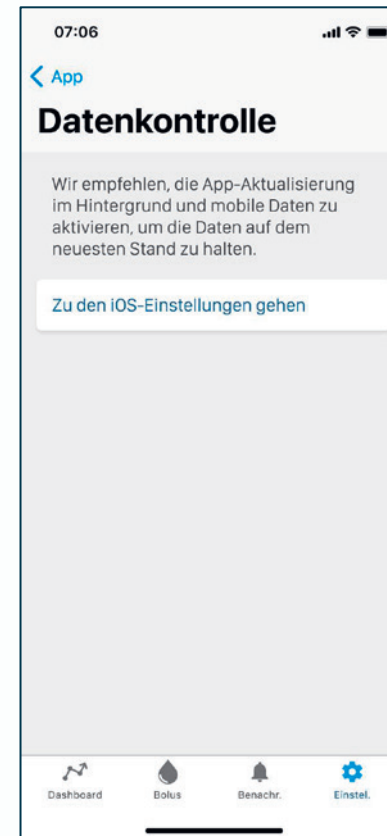 07:06
App
Datenkontrolle
Wir empfehlen, die App-Aktualisierung
im Hintergrund und mobile Daten zu
aktivieren, um die Daten auf dem
neuesten Stand zu halten.
Zu den iOS-Einstellungen gehen
Dashboard
Bolus
Benachr.
Einstel.